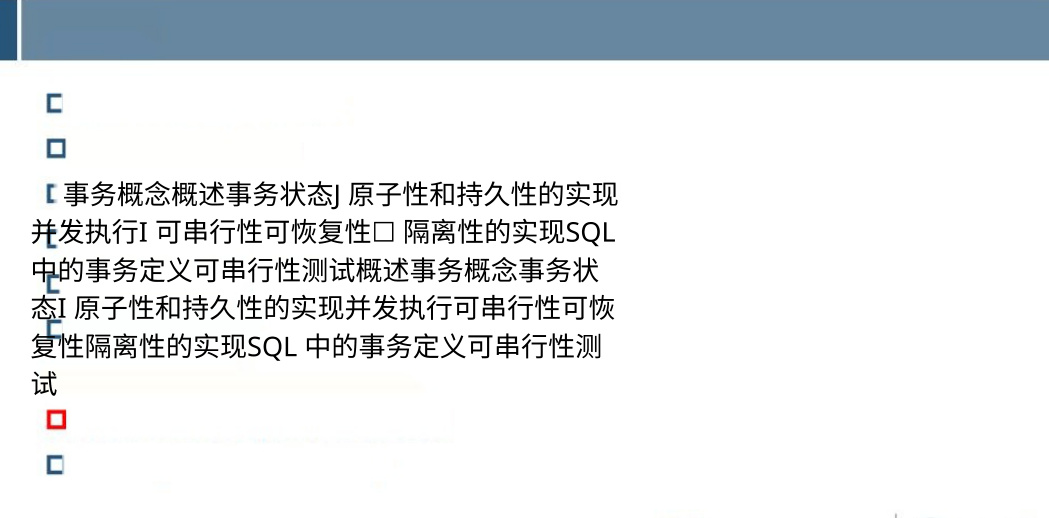 事务概念概述事务状态J 原子性和持久性的实现
并发执行I 可串行性可恢复性□ 隔离性的实现SQL
中的事务定义可串行性测试概述事务概念事务状
态I 原子性和持久性的实现并发执行可串行性可恢
复性隔离性的实现SQL 中的事务定义可串行性测
试